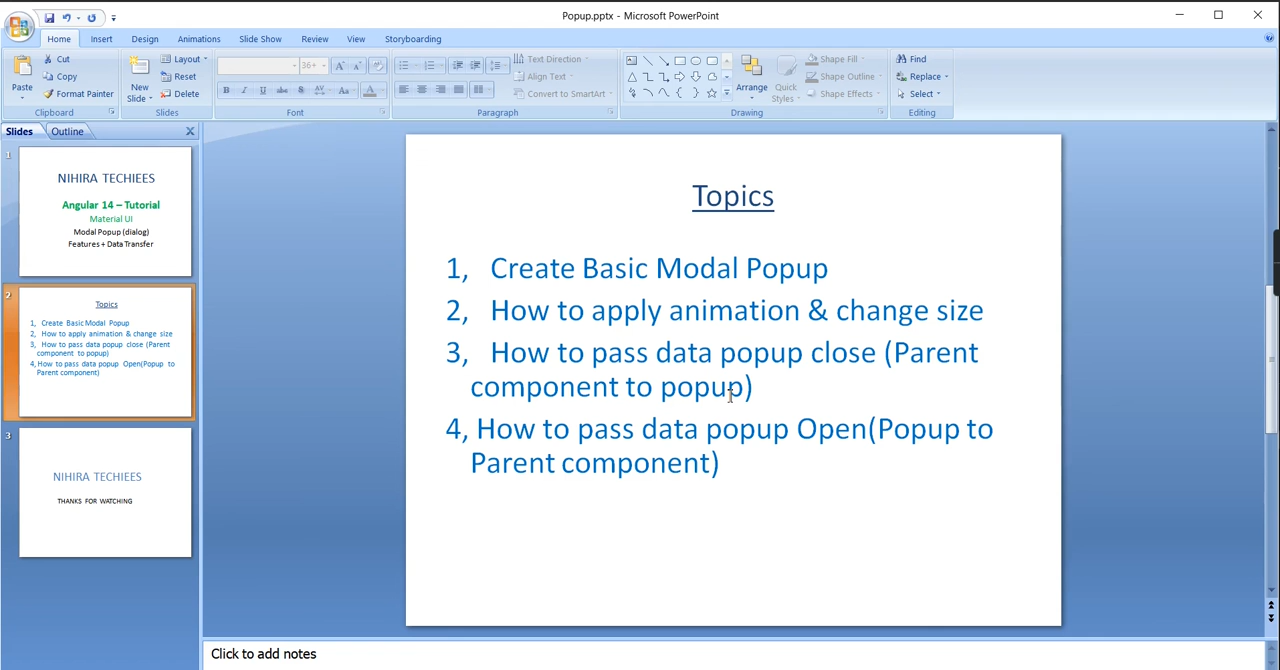 Popup.pptx - Microsoft PowerPoint
Home Insert Design Animations Slide Show Review View Storyboarding
Paste
Cut
Copy
Format Painter
Clipboard
New Slide
Layout
Reset
Delete
Slides
36+
B I U abc S AV Aa A
Font
Text Direction
Align Text
Convert to SmartArt
Paragraph
Arrange
Quick Styles
Shape Fill
Shape Outline
Shape Effects
Drawing
Find
Replace
Select
Editing
Slides Outline X
1
NIHIRA TECHIEES
Angular 14 – Tutorial
Material UI
Modal Popup (dialog)
Features + Data Transfer
2
Topics
1, Create Basic Modal Popup
2, How to apply animation & change size
3, How to pass data popup close (Parent
component to popup)
4, How to pass data popup Open(Popup to
Parent component)
3
NIHIRA TECHIEES
THANKS FOR WATCHING
Topics
1, Create Basic Modal Popup
2, How to apply animation & change size
3, How to pass data popup close (Parent
component to popup)
4, How to pass data popup Open(Popup to
Parent component)
Click to add notes